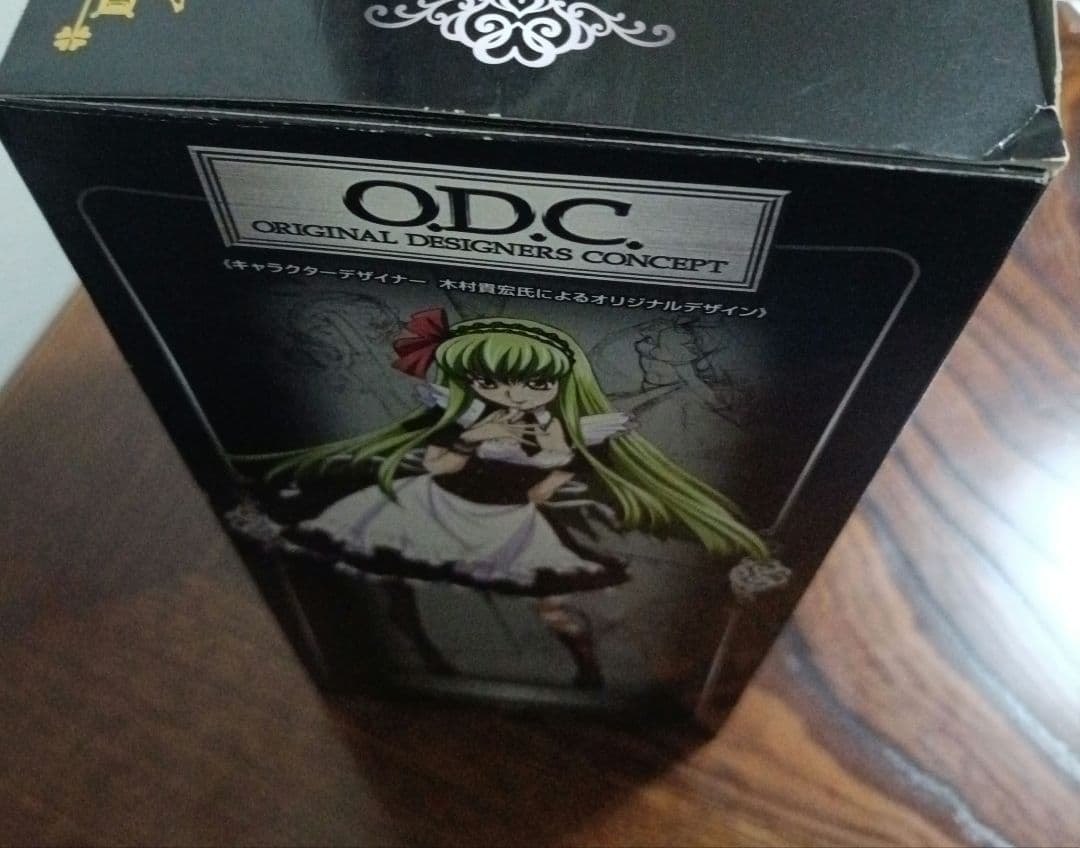 O.D.C.
ORIGINAL DESIGNERS CONCEPT
《キャラクターデザイナー 木村貴宏氏によるオリジナルデザイン》